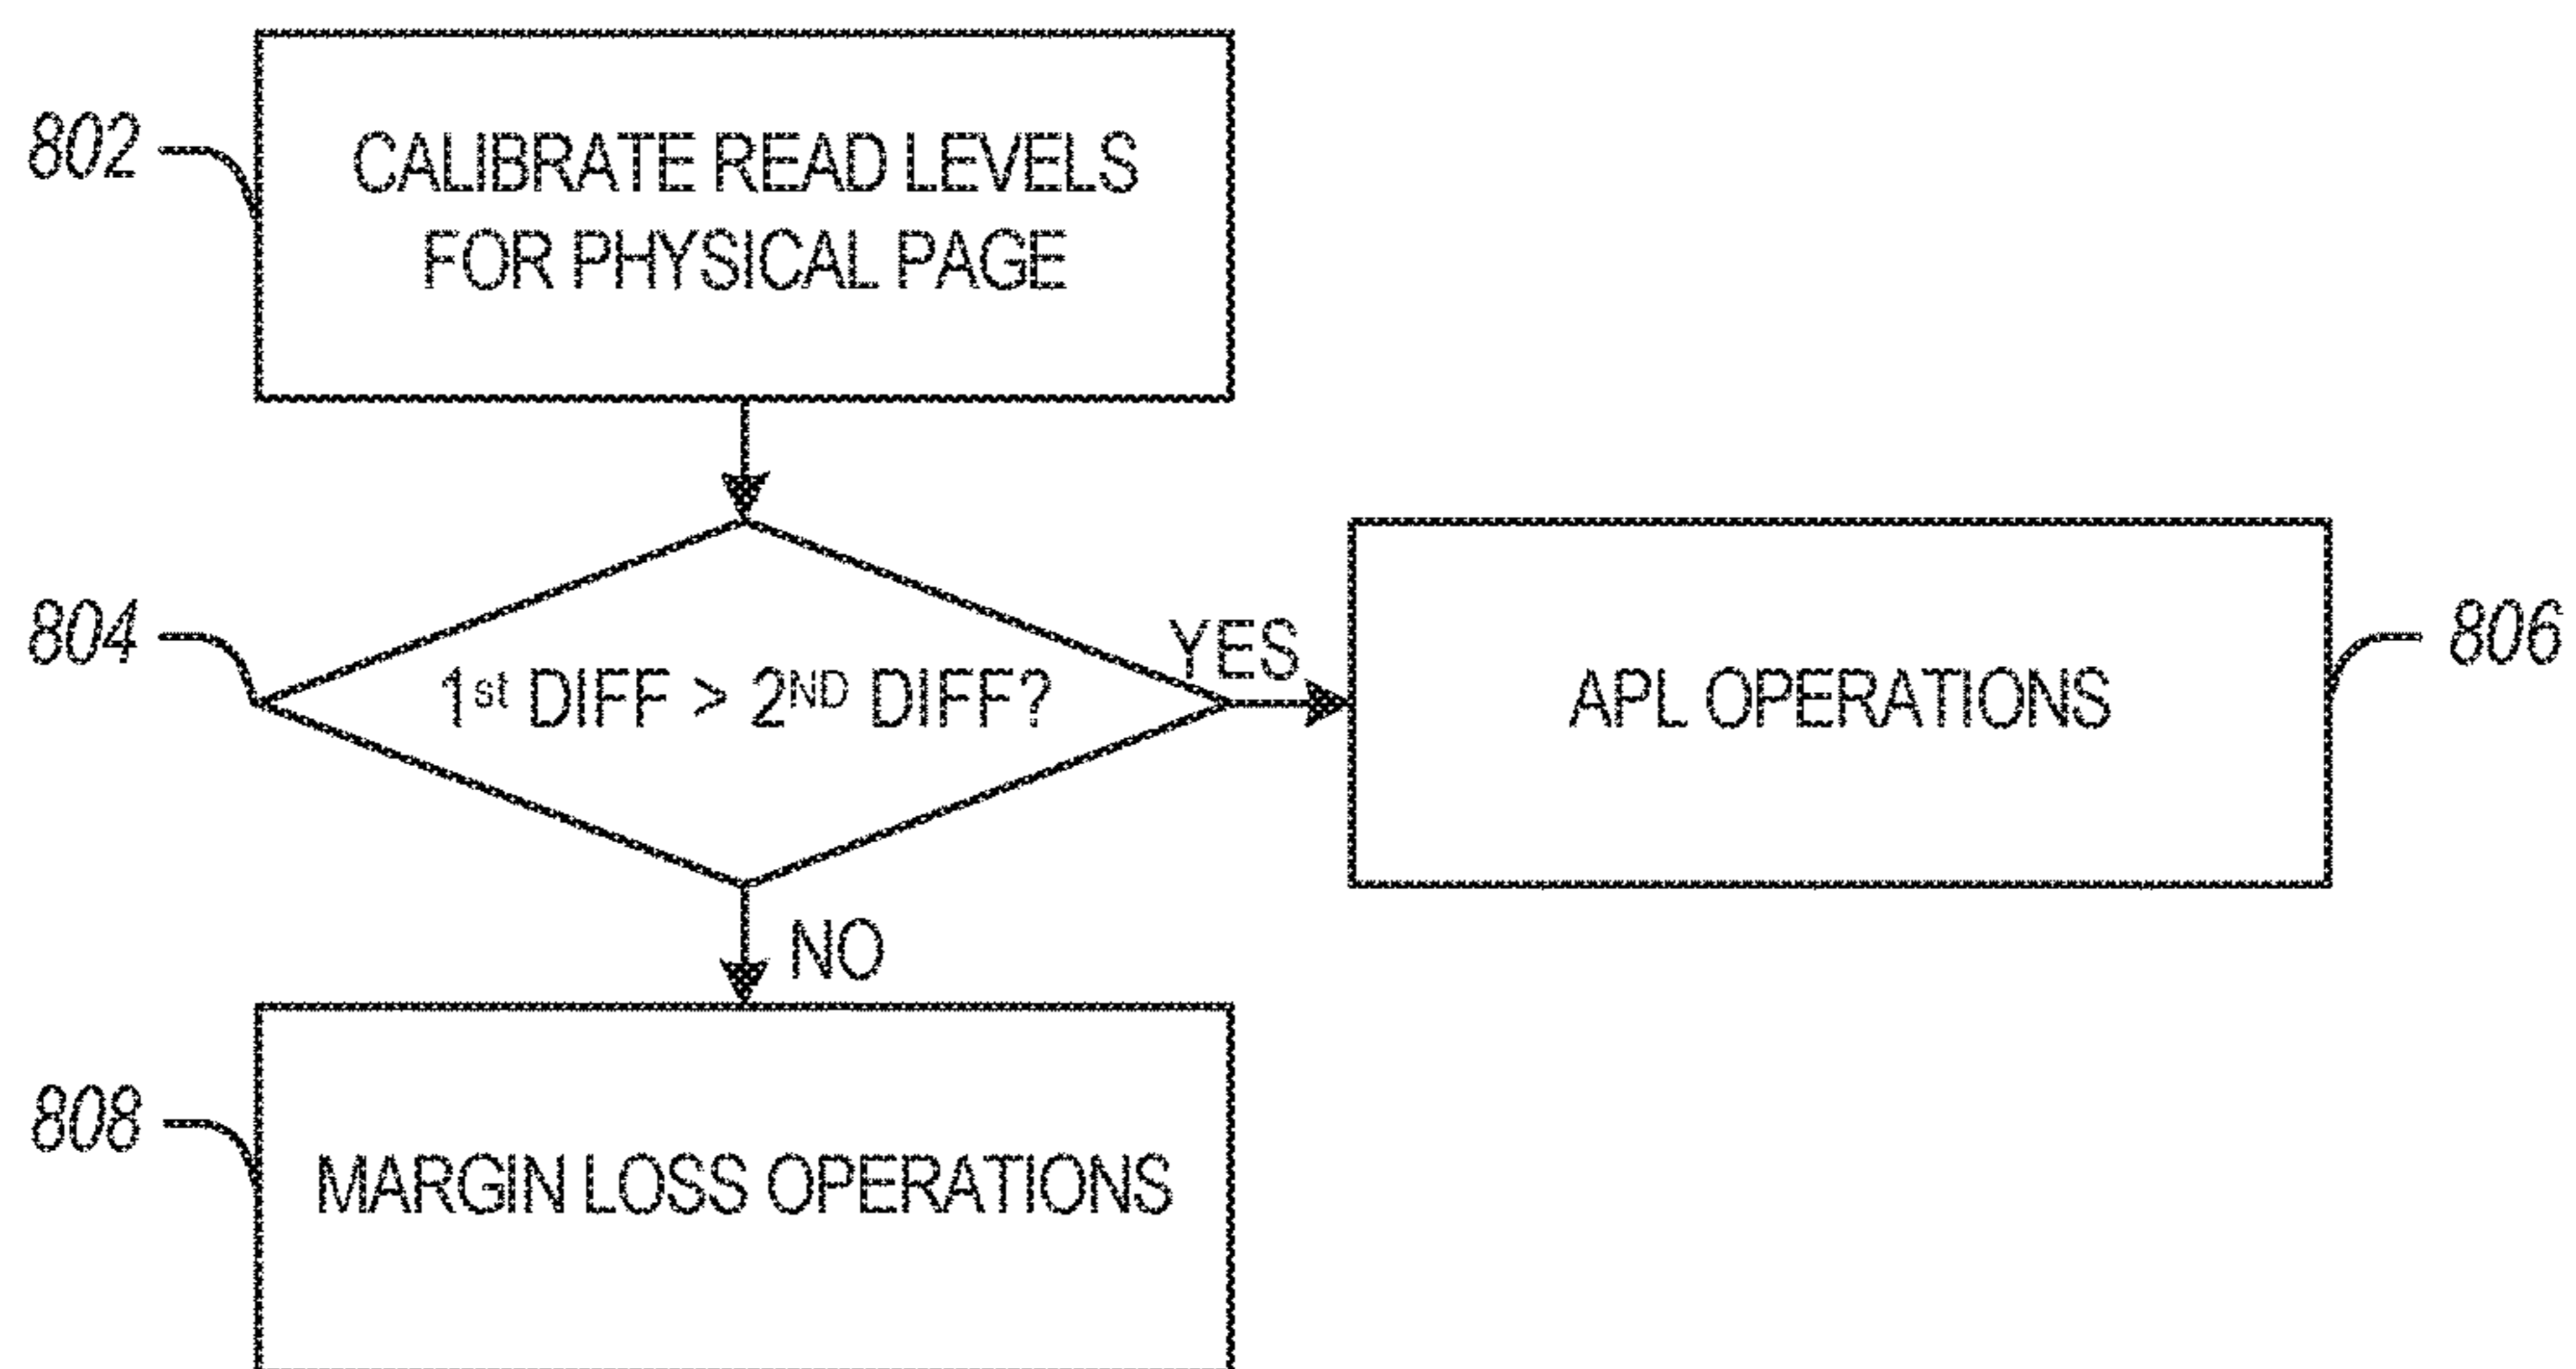 802
CALIBRATE READ LEVELS
FOR PHYSICAL PAGE
804
1st DIFF > 2ND DIFF?
YES
APL OPERATIONS
806
NO
808
MARGIN LOSS OPERATIONS